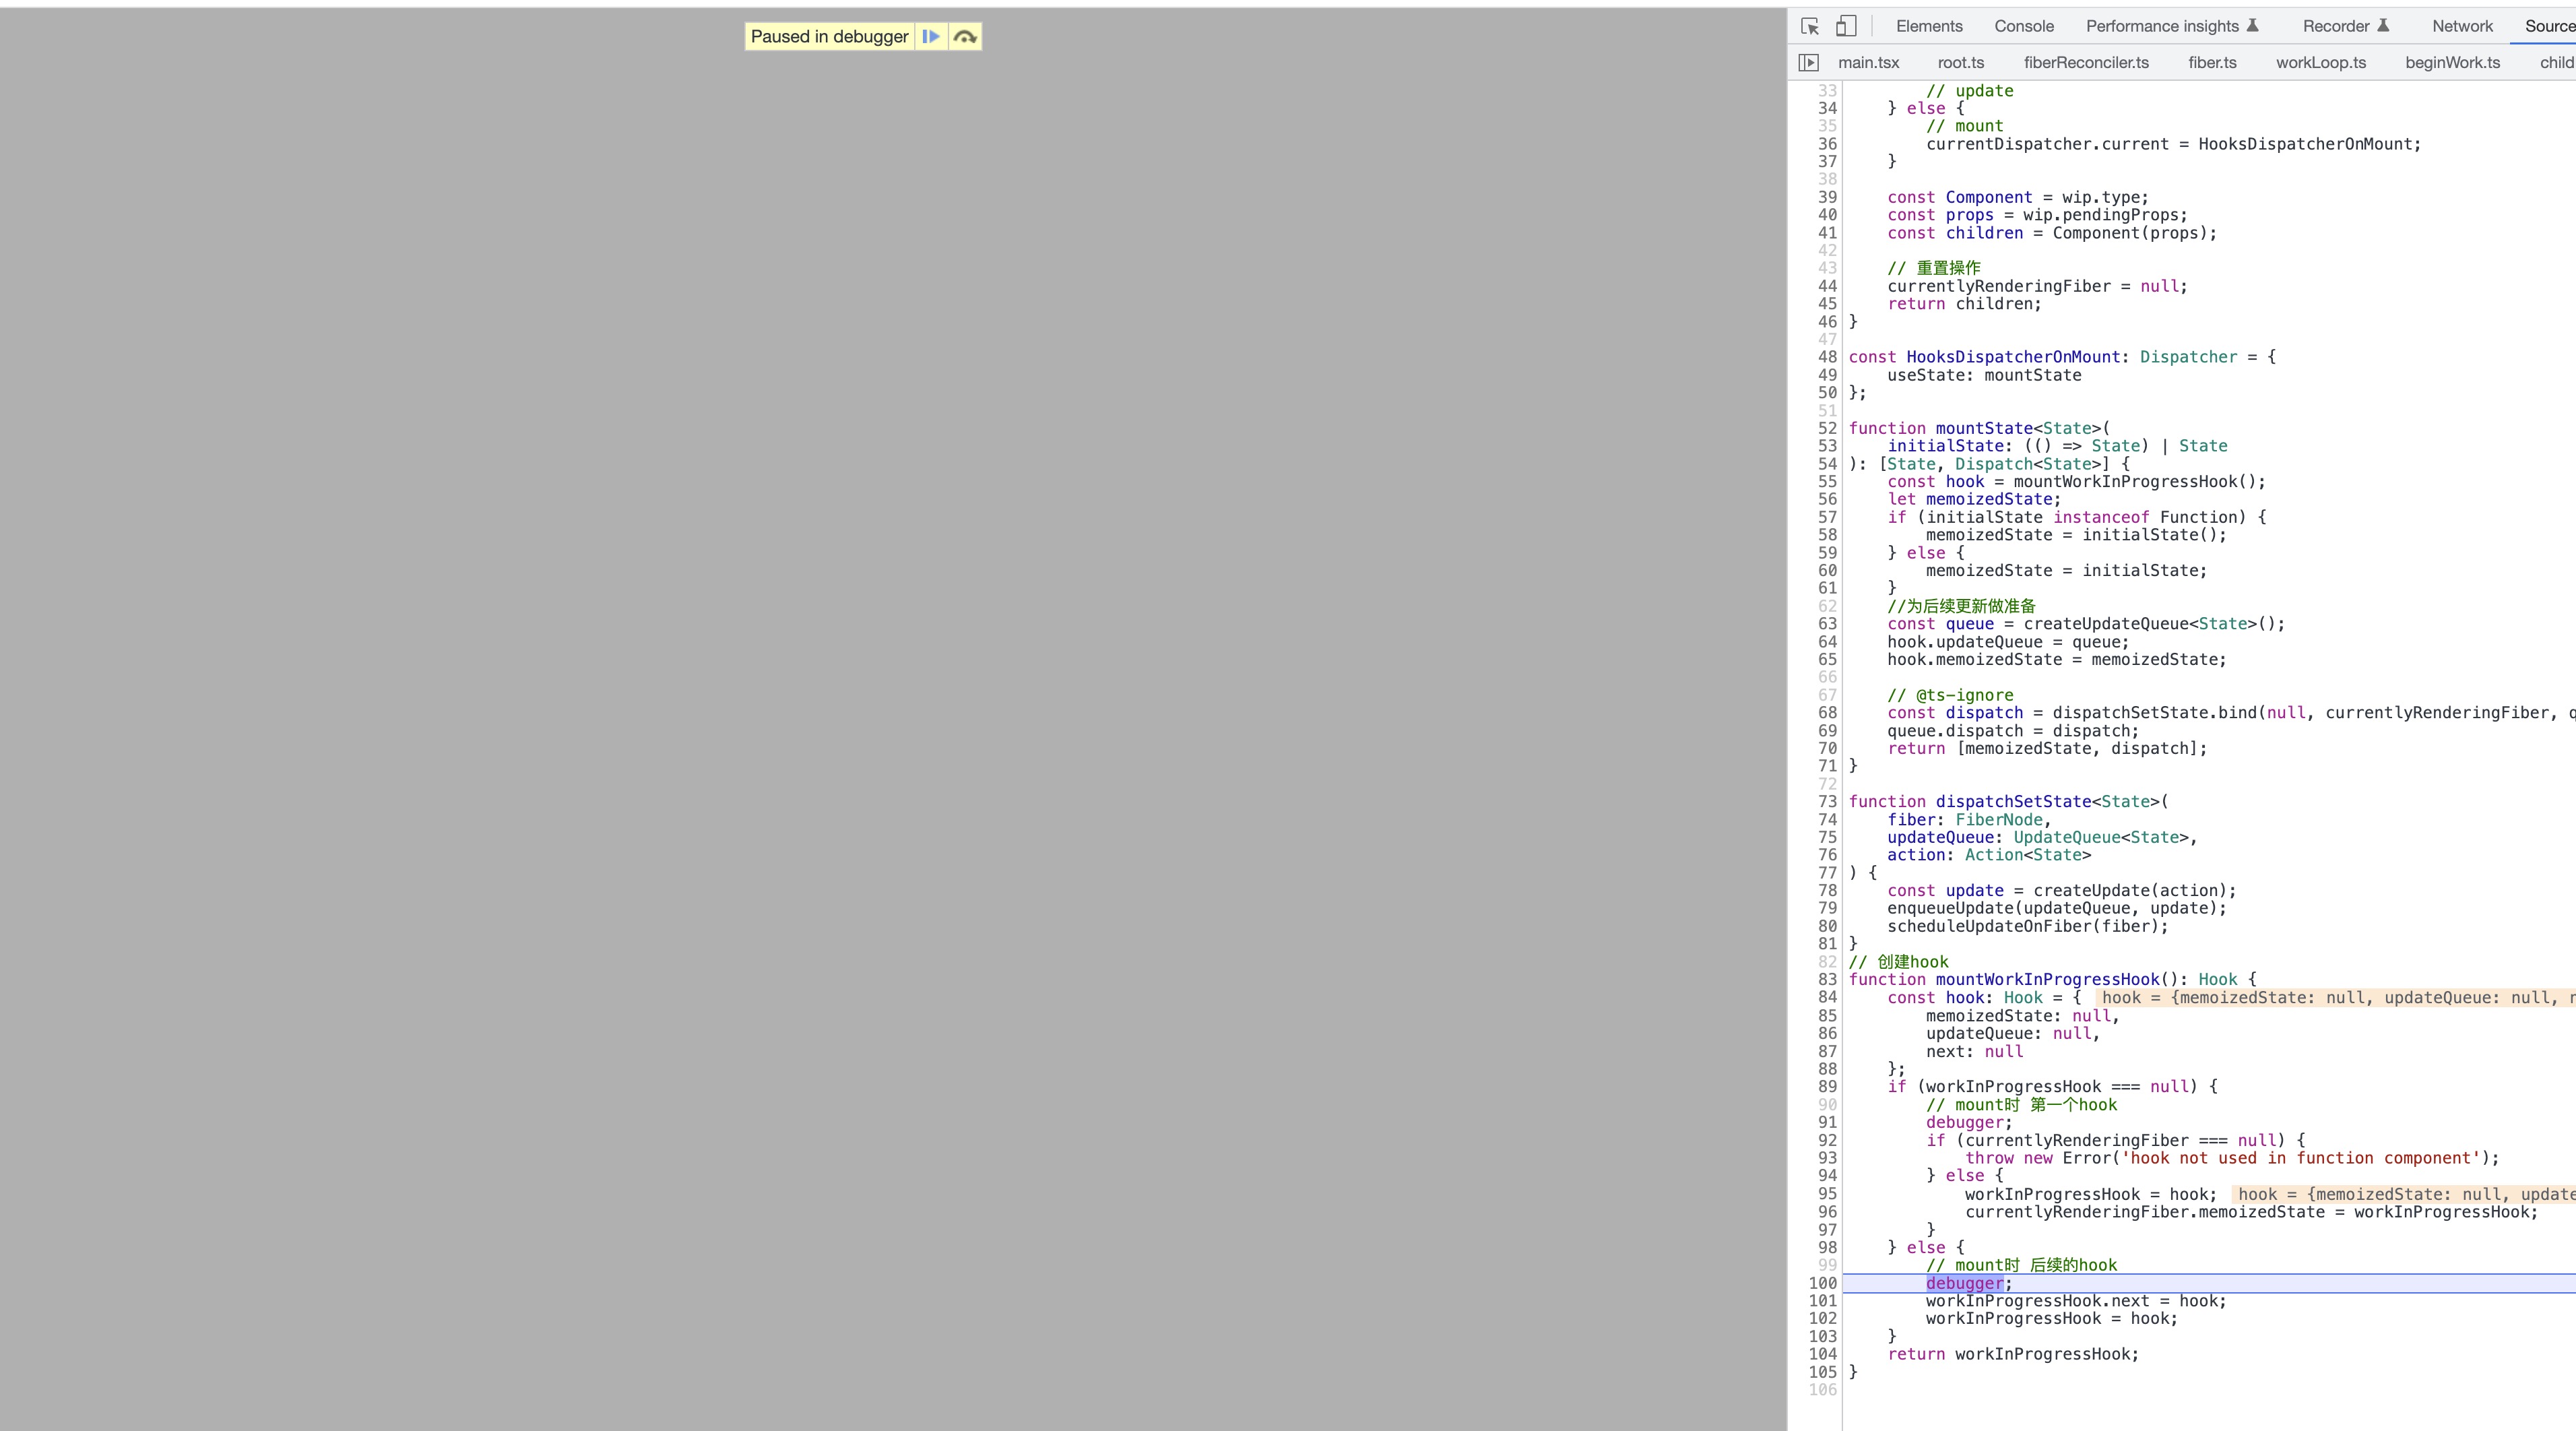 Paused in debugger
Elements Console Performance insights Recorder Network Source
main.tsx root.ts fiberReconciler.ts fiber.ts workLoop.ts beginWork.ts child
33 // update
34 } else {
35 // mount
36 currentDispatcher.current = HooksDispatcherOnMount;
37 }
38
39 const Component = wip.type;
40 const props = wip.pendingProps;
41 const children = Component(props);
42
43 // 重置操作
44 currentlyRenderingFiber = null;
45 return children;
46 }
47
48 const HooksDispatcherOnMount: Dispatcher = {
49 useState: mountState
50 };
51
52 function mountState<State>(
53 initialState: (() => State) | State
54 ): [State, Dispatch<State>] {
55 const hook = mountWorkInProgressHook();
56 let memoizedState;
57 if (initialState instanceof Function) {
58 memoizedState = initialState();
59 } else {
60 memoizedState = initialState;
61 }
62 //为后续更新做准备
63 const queue = createUpdateQueue<State>();
64 hook.updateQueue = queue;
65 hook.memoizedState = memoizedState;
66
67 // @ts-ignore
68 const dispatch = dispatchSetState.bind(null, currentlyRenderingFiber, q
69 queue.dispatch = dispatch;
70 return [memoizedState, dispatch];
71 }
72
73 function dispatchSetState<State>(
74 fiber: FiberNode,
75 updateQueue: UpdateQueue<State>,
76 action: Action<State>
77 ) {
78 const update = createUpdate(action);
79 enqueueUpdate(updateQueue, update);
80 scheduleUpdateOnFiber(fiber);
81 }
82 // 创建hook
83 function mountWorkInProgressHook(): Hook {
84 const hook: Hook = { hook = {memoizedState: null, updateQueue: null, n
85 memoizedState: null,
86 updateQueue: null,
87 next: null
88 };
89 if (workInProgressHook === null) {
90 // mount时 第一个hook
91 debugger;
92 if (currentlyRenderingFiber === null) {
93 throw new Error('hook not used in function component');
94 } else {
95 workInProgressHook = hook; hook = {memoizedState: null, update
96 currentlyRenderingFiber.memoizedState = workInProgressHook;
97 }
98 } else {
99 // mount时 后续的hook
100 debugger;
101 workInProgressHook.next = hook;
102 workInProgressHook = hook;
103 }
104 return workInProgressHook;
105 }
106